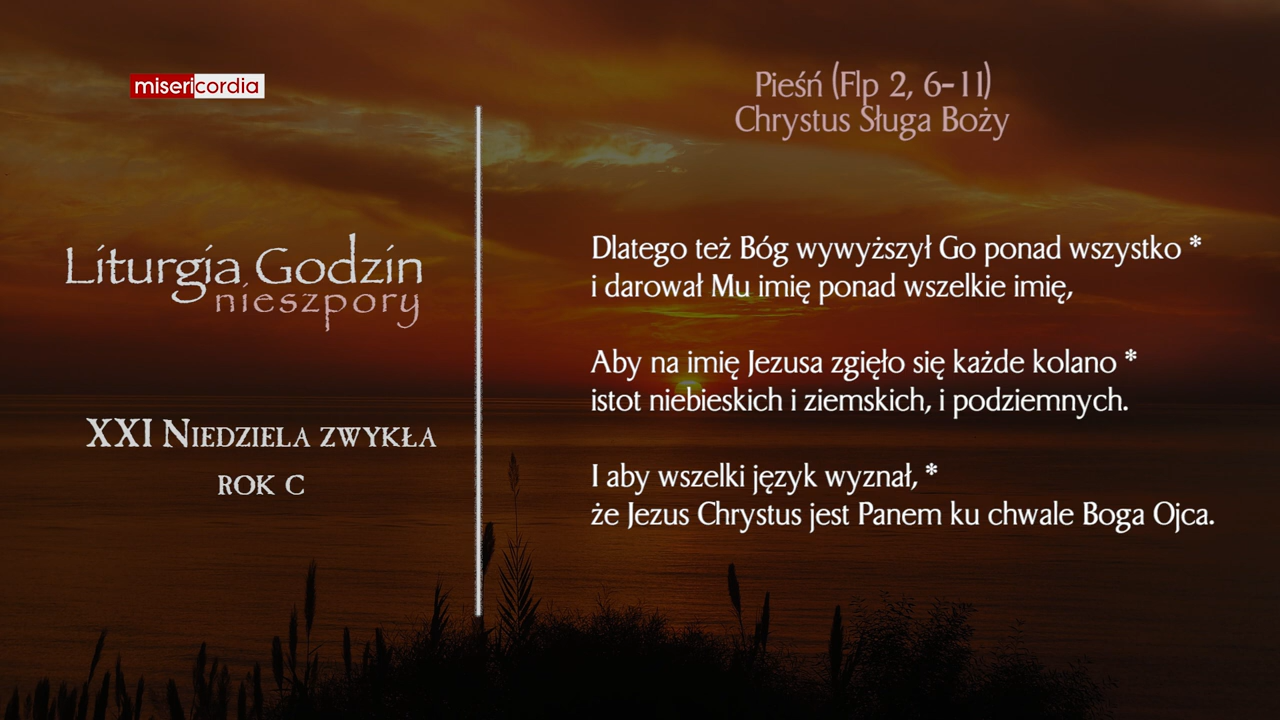 misericordia
Liturgia Godzin
nieszpory
XXI Niedziela zwykła
rok C
Pieśń (Flp 2, 6-11)
Chrystus Sługa Boży
Dlatego też Bóg wywyższył Go ponad wszystko *
i darował Mu imię ponad wszelkie imię,
Aby na imię Jezusa zgięło się każde kolano *
istot niebieskich i ziemskich, i podziemnych.
I aby wszelki język wyznał, *
że Jezus Chrystus jest Panem ku chwale Boga Ojca.